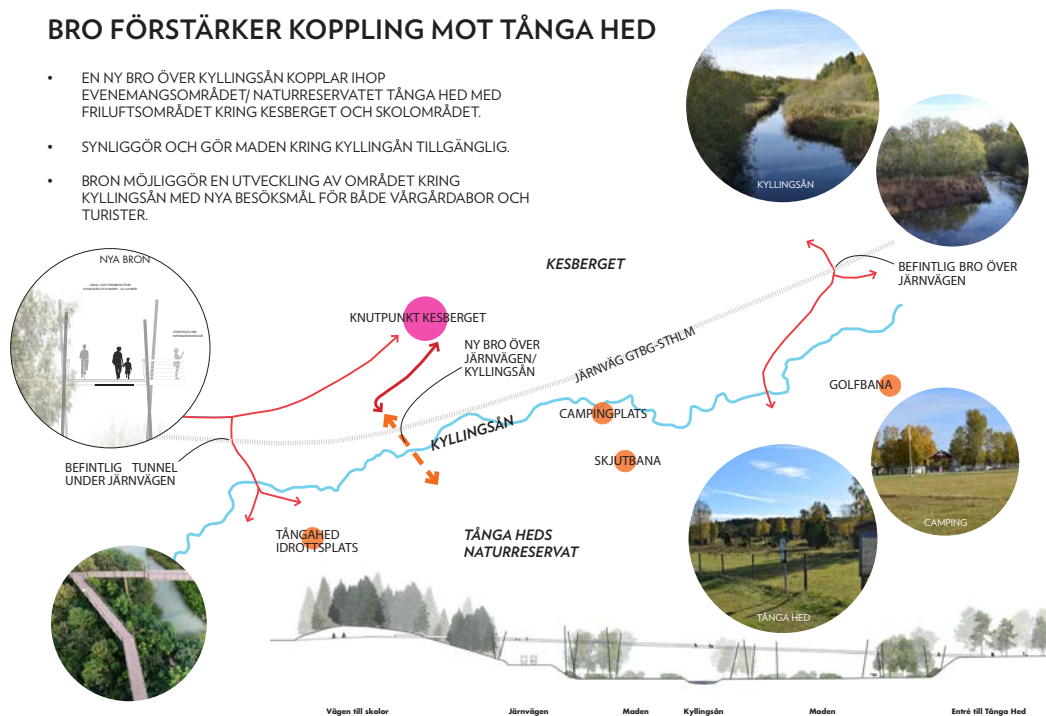 BRO FÖRSTÄRKER KOPPLING MOT TÅNGA HED
• EN NY BRO ÖVER KYLLINGSÅN KOPPLAR IHOP
EVENEMANGSOMRÅDET/ NATURRESERVATET TÅNGA HED MED
FRILUFTSOMRÅDET KRING KESBERGET OCH SKOLOMRÅDET.
• SYNLIGGÖR OCH GÖR MADEN KRING KYLLINGÅN TILLGÄNGLIG.
• BRON MÖJLIGGÖR EN UTVECKLING AV OMRÅDET KRING
KYLLINGSÅN MED NYA BESÖKSMÅL FÖR BÅDE VÅRGÅRDABOR OCH
TURISTER.
KYLLINGSÅN
NYA BRON
KESBERGET
BEFINTLIG BRO ÖVER
JÄRNVÄGEN
KNUTPUNKT KESBERGET
NY BRO ÖVER
JÄRNVÄGEN/
KYLLINGSÅN
JÄRNVÄG GTBG-STHLM
GOLFBANA
CAMPINGPLATS
KYLLINGSÅN
SKJUTBANA
BEFINTLIG TUNNEL
UNDER JÄRNVÄGEN
CAMPING
TÅNGAHED
IDROTTSPLATS
TÅNGA HEDS
NATURRESERVAT
TÅNGA HED
Vägen till skolor
Järnvägen
Maden
Kyllingsån
Maden
Entré till Tånga Hed